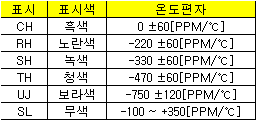 표시 표시색 온도편차
CH 흑색 0 ±60[PPM/℃]
RH 노란색 -220 ±60[PPM/℃]
SH 녹색 -330 ±60[PPM/℃]
TH 청색 -470 ±60[PPM/℃]
UJ 보라색 -750 ±120[PPM/℃]
SL 무색 -100 ~ +350[PPM/℃]